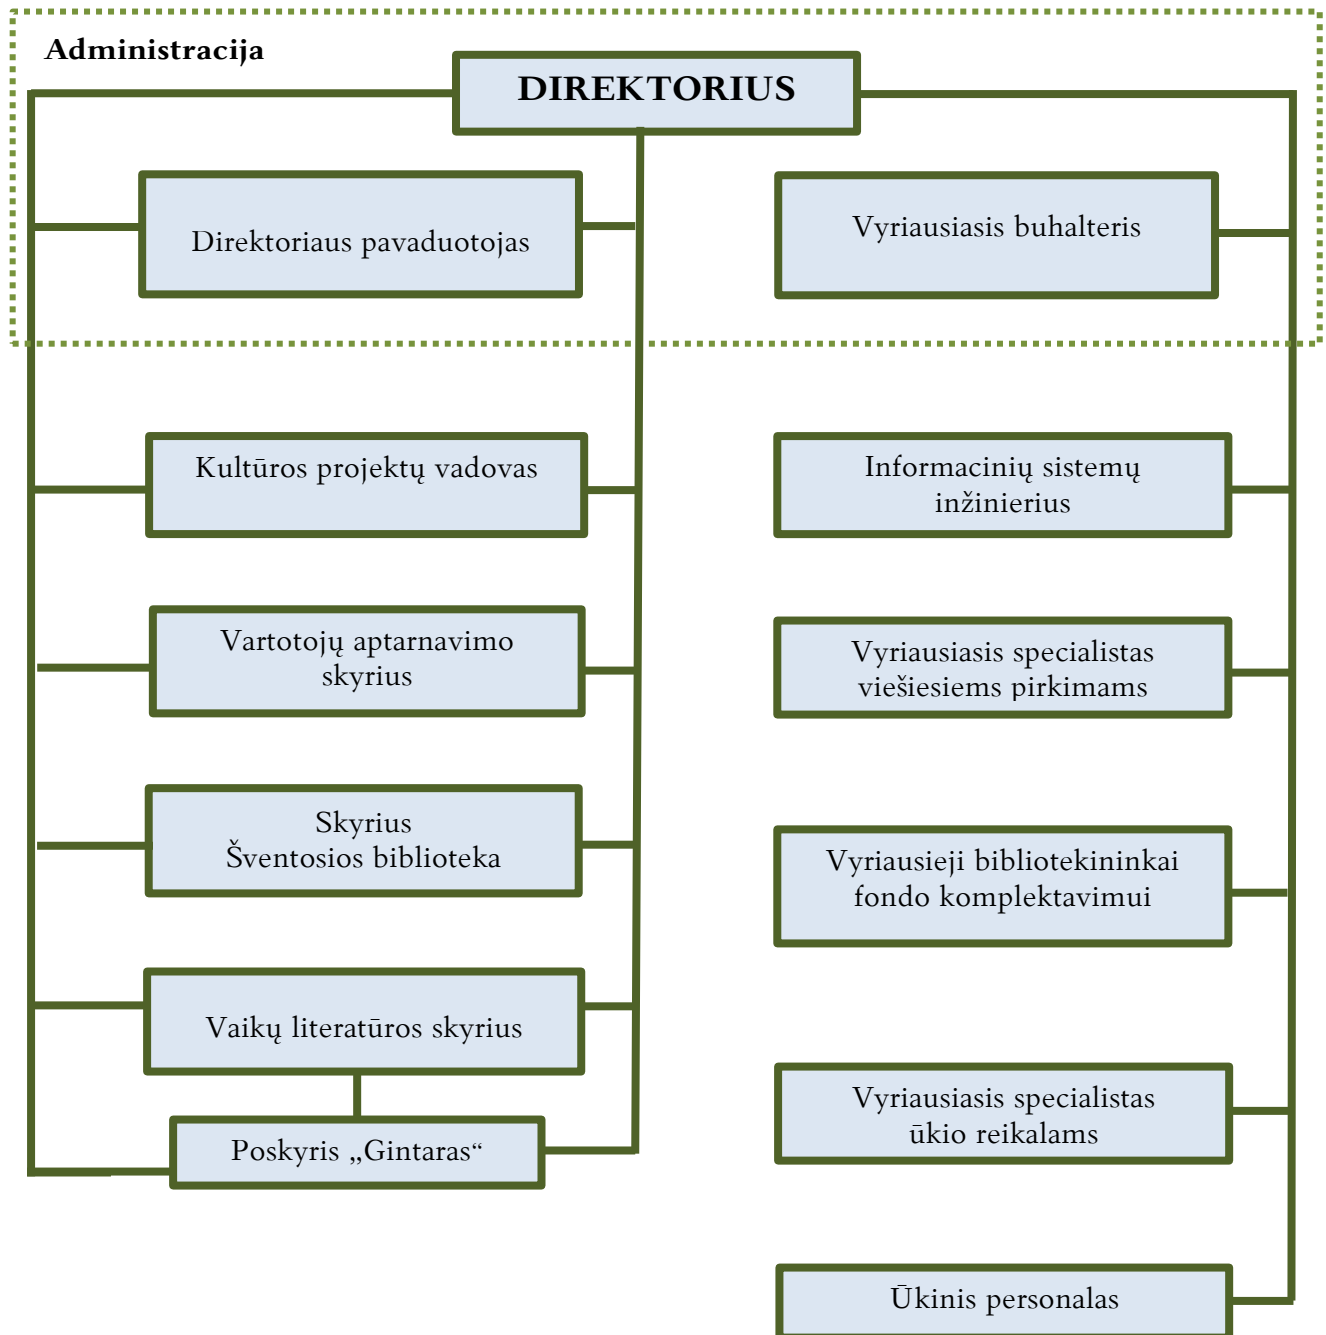 Administracija
DIREKTORIUS
Direktoriaus pavaduotojas
Vyriausiasis buhalteris
Kultūros projektų vadovas
Informacinių sistemų
inžinierius
Vartotojų aptarnavimo
skyrius
Vyriausiasis specialistas
viešiesiems pirkimams
Skyrius
Šventosios biblioteka
Vyriausieji bibliotekininkai
fondo komplektavimui
Vaikų literatūros skyrius
Poskyris „Gintaras“
Vyriausiasis specialistas
ūkio reikalams
Ūkinis personalas